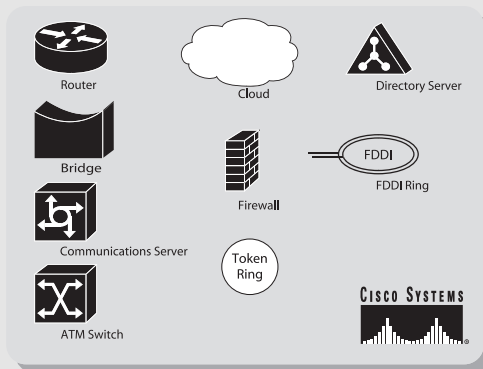 Router
Cloud
Directory Server
Bridge
Firewall
FDDI
FDDI Ring
Communications Server
Token
Ring
ATM Switch
CISCO SYSTEMS
®